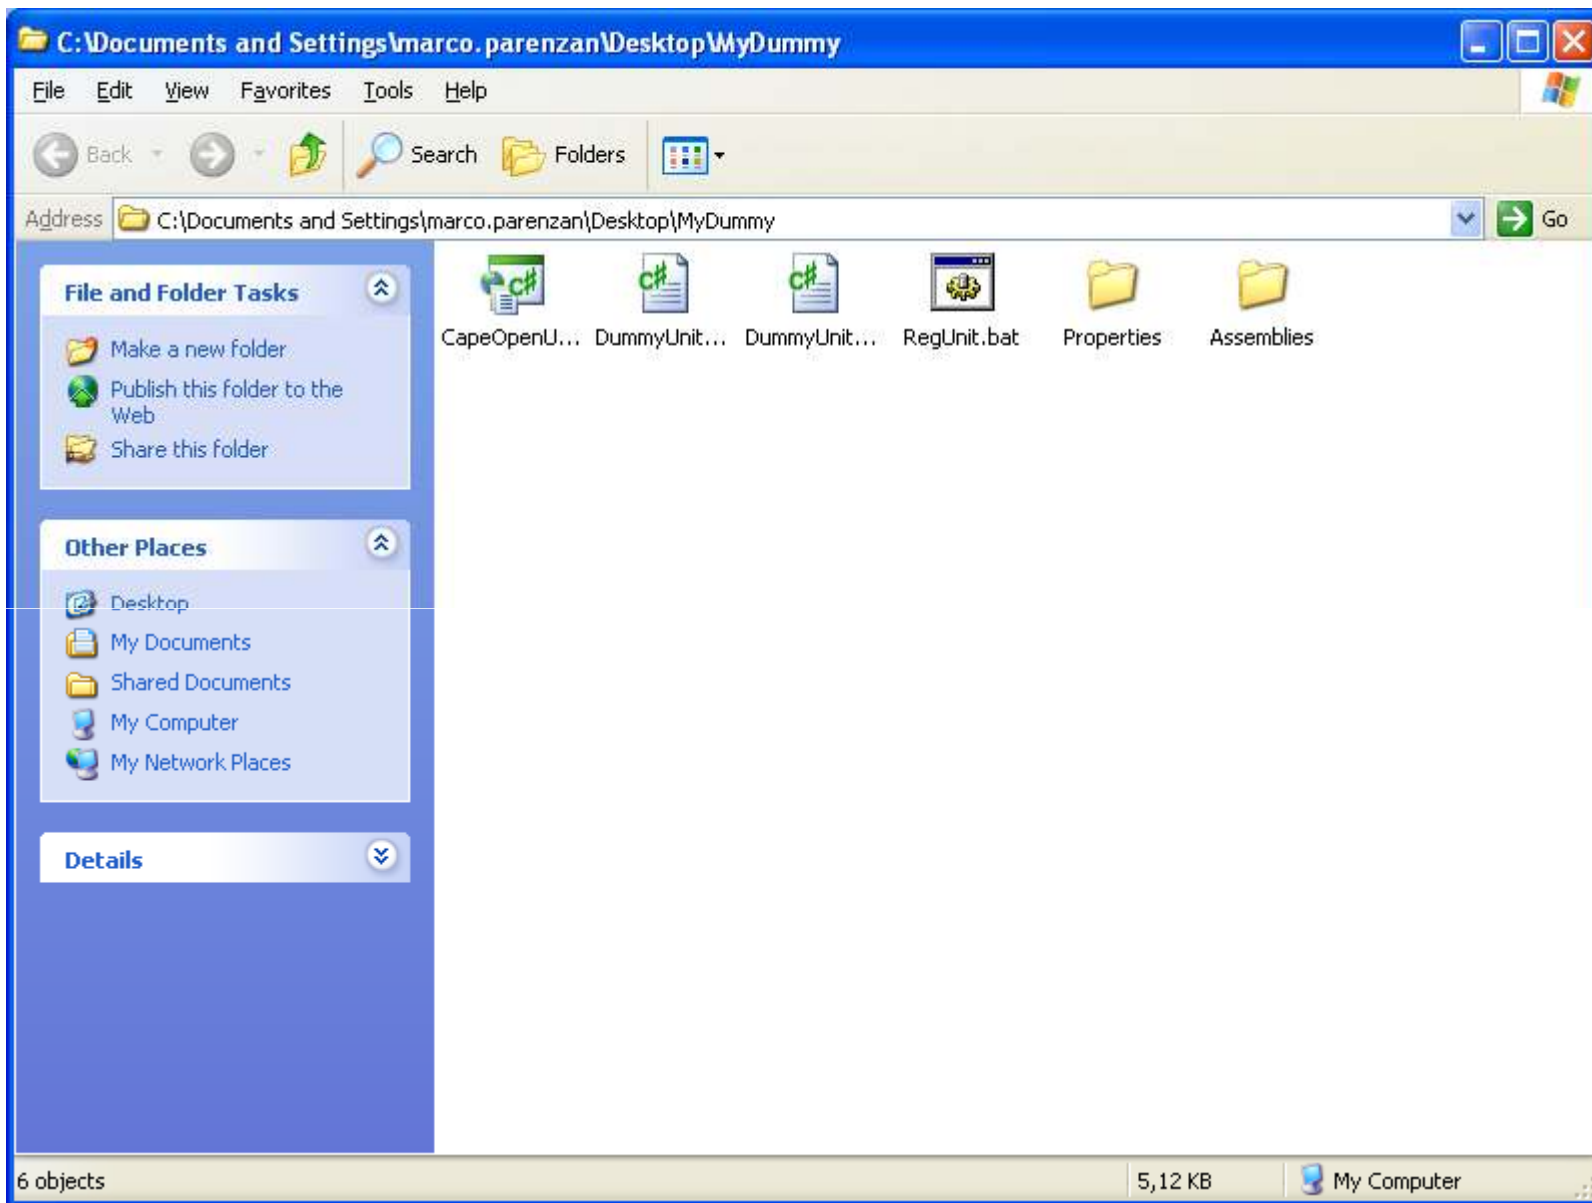 C:\Documents and Settings\marco.parenzan\Desktop\MyDummy
File Edit View Favorites Tools Help
Back Search Folders
Address C:\Documents and Settings\marco.parenzan\Desktop\MyDummy Go
File and Folder Tasks
Make a new folder
Publish this folder to the
Web
Share this folder
Other Places
Desktop
My Documents
Shared Documents
My Computer
My Network Places
Details
C#
C#
C#
CapeOpenU... DummyUnit... DummyUnit... RegUnit.bat Properties Assemblies
6 objects 5,12 KB My Computer